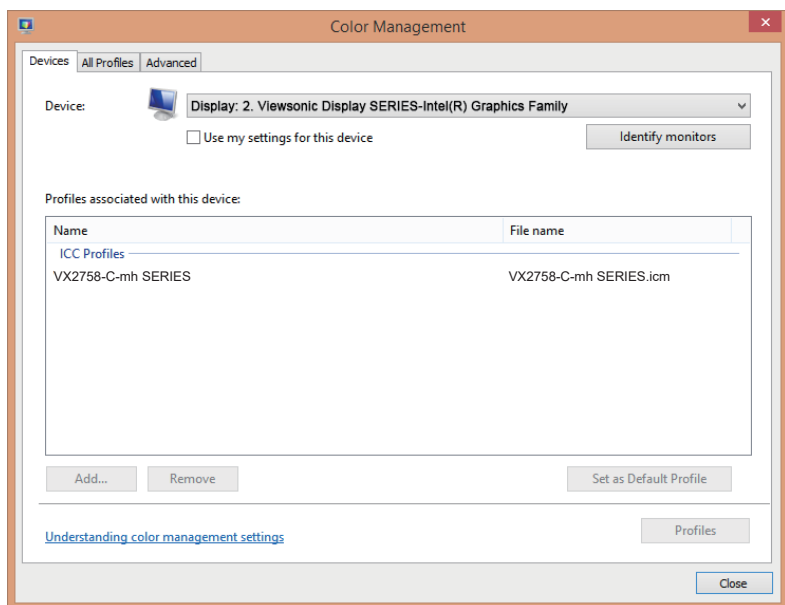 Color Management
Devices All Profiles Advanced
Device: Display: 2. Viewsonic Display SERIES-Intel(R) Graphics Family
Use my settings for this device Identify monitors
Profiles associated with this device:
Name File name
ICC Profiles
VX2758-C-mh SERIES VX2758-C-mh SERIES.icm
Add... Remove Set as Default Profile
Understanding color management settings Profiles
Close